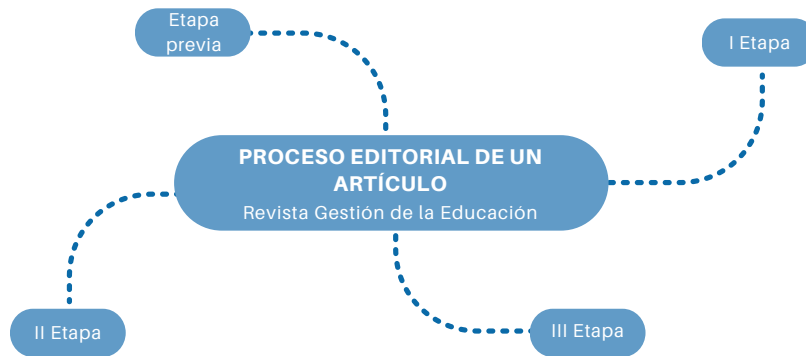 Etapa
previa
I Etapa
PROCESO EDITORIAL DE UN
ARTÍCULO
Revista Gestión de la Educación
II Etapa
III Etapa